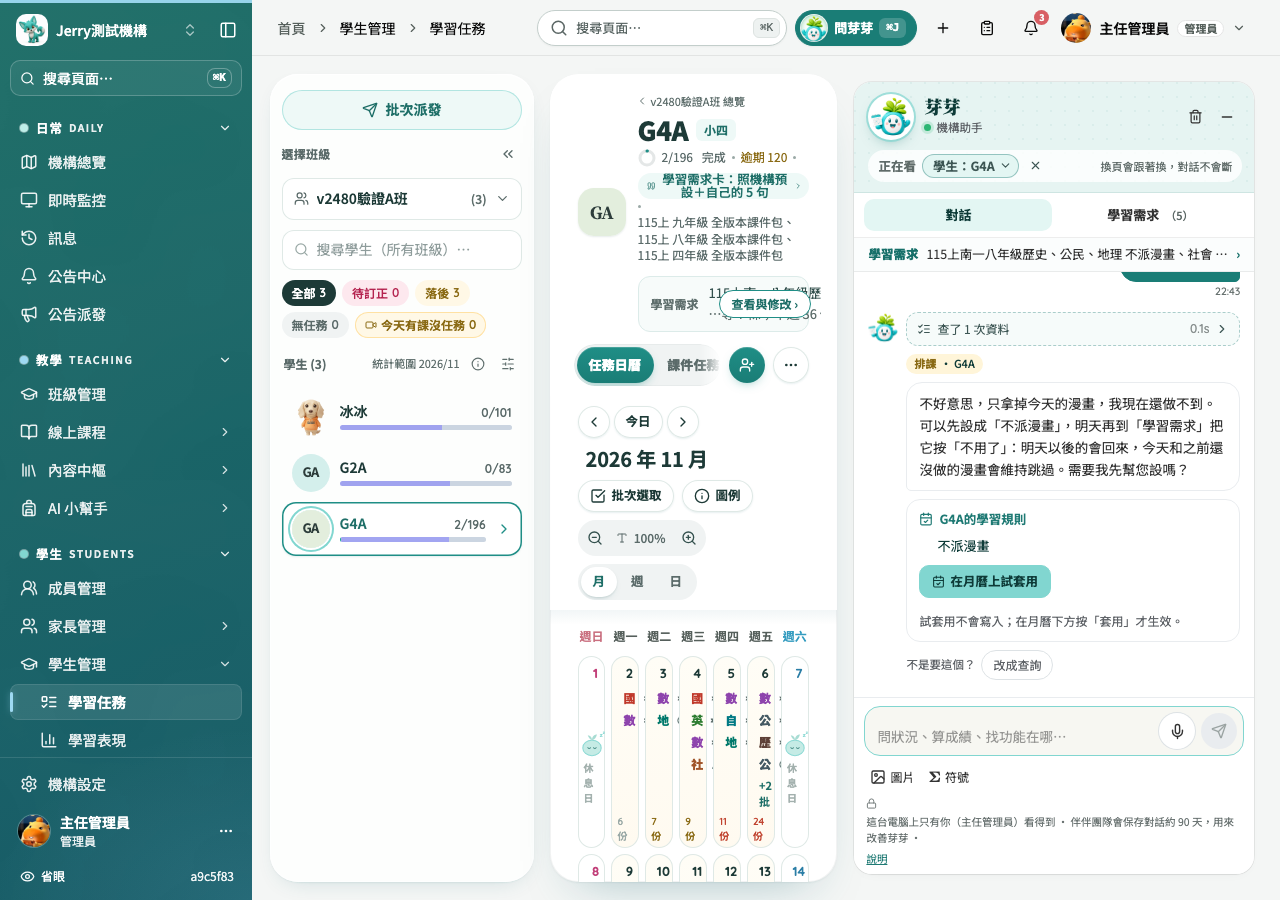 Jerry測試機構
搜尋頁面⋯ ⌘K
日常 DAILY
機構總覽
即時監控
訊息
公告中心
公告派發
教學 TEACHING
班級管理
線上課程
內容中樞
AI 小幫手
學生 STUDENTS
成員管理
家長管理
學生管理
學習任務
學習表現
機構設定
主任管理員
管理員
省眼 a9c5f83
首頁 學生管理 學習任務
搜尋頁面⋯ ⌘K
問芽芽 ⌘J
3
主任管理員 管理員
批次派發
選擇班級
v2480驗證A班 (3)
搜尋學生（所有班級）⋯
全部 3 待訂正 1 落後 3
無任務 0 今天有課沒任務 0
學生 (3) 統計範圍 2026/11
冰冰 0/101
GA G2A 0/83
GA G4A 2/196
v2480驗證A班 總覽
G4A 小四
2/196 完成 • 逾期 120 •
學習需求卡：照機構預設＋自己的 5 句
GA
115上 九年級 全版本課件包、
115上 八年級 全版本課件包、
115上 四年級 全版本課件包
學習需求
查看與修改 ›
任務日曆 課件任務
今日
2026 年 11 月
批次選取 圖例
100%
月 週 日
週日 週一 週二 週三 週四 週五 週六
1 2 3 4 5 6 7
國 數 國 數 數
數 地 英 自 公
數 地 歷
社 公
休息日 +2 批 休息日
6份 7份 9份 11份 24份
8 9 10 11 12 13 14
芽芽
機構助手
正在看 學生：G4A 換頁會跟著換，對話不會斷
對話 學習需求 (5)
學習需求 115上南一八年級歷史、公民、地理 不派漫畫、社會 ⋯ ›
22:43
查了 1 次資料 0.1s
排課 · G4A
不好意思，只拿掉今天的漫畫，我現在還做不到。
可以先設成「不派漫畫」，明天再到「學習需求」把
它按「不用了」：明天以後的會回來，今天和之前還
沒做的漫畫會維持跳過。需要我先幫您設嗎？
G4A的學習規則
不派漫畫
在月曆上試套用
試套用不會寫入；在月曆下方按「套用」才生效。
不是要這個？ 改成查詢
問狀況、算成績、找功能在哪⋯
圖片 Σ 符號
這台電腦上只有你（主任管理員）看得到 · 伴伴團隊會保存對話約 90 天，用來
改善芽芽 ·
說明